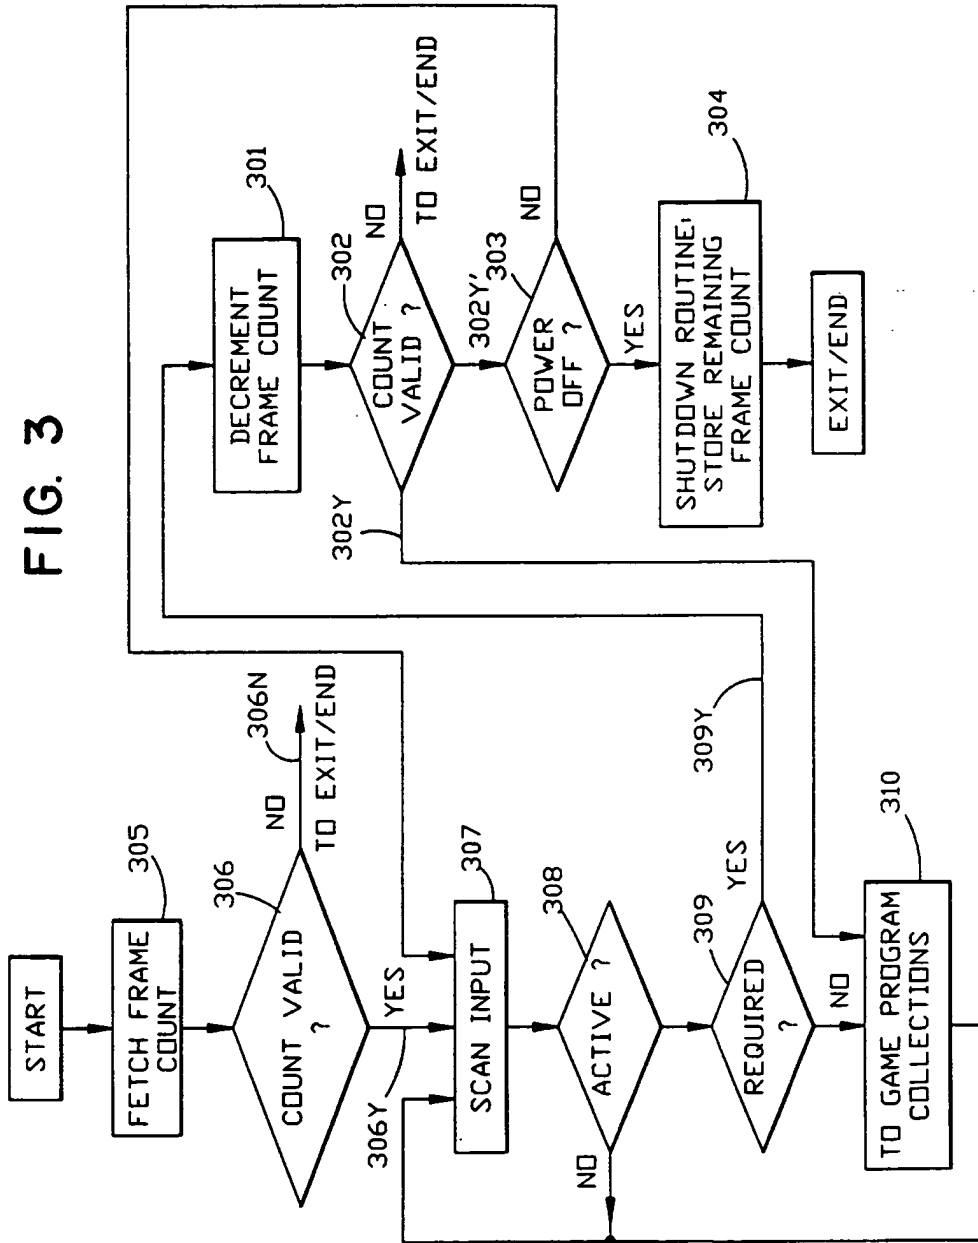 FIG. 3
START
FETCH FRAME
COUNT
305
COUNT VALID
?
306
NO
306N
TO EXIT/END
YES
306Y
SCAN INPUT
307
ACTIVE ?
308
NO
REQUIRED
?
309
YES
309Y
NO
TO GAME PROGRAM
COLLECTIONS
310
DECREMENT
FRAME COUNT
301
COUNT
VALID ?
302
NO
TO EXIT/END
302Y
302Y'
POWER
OFF ?
303
NO
YES
SHUTDOWN ROUTINE:
STORE REMAINING
FRAME COUNT
304
EXIT/END